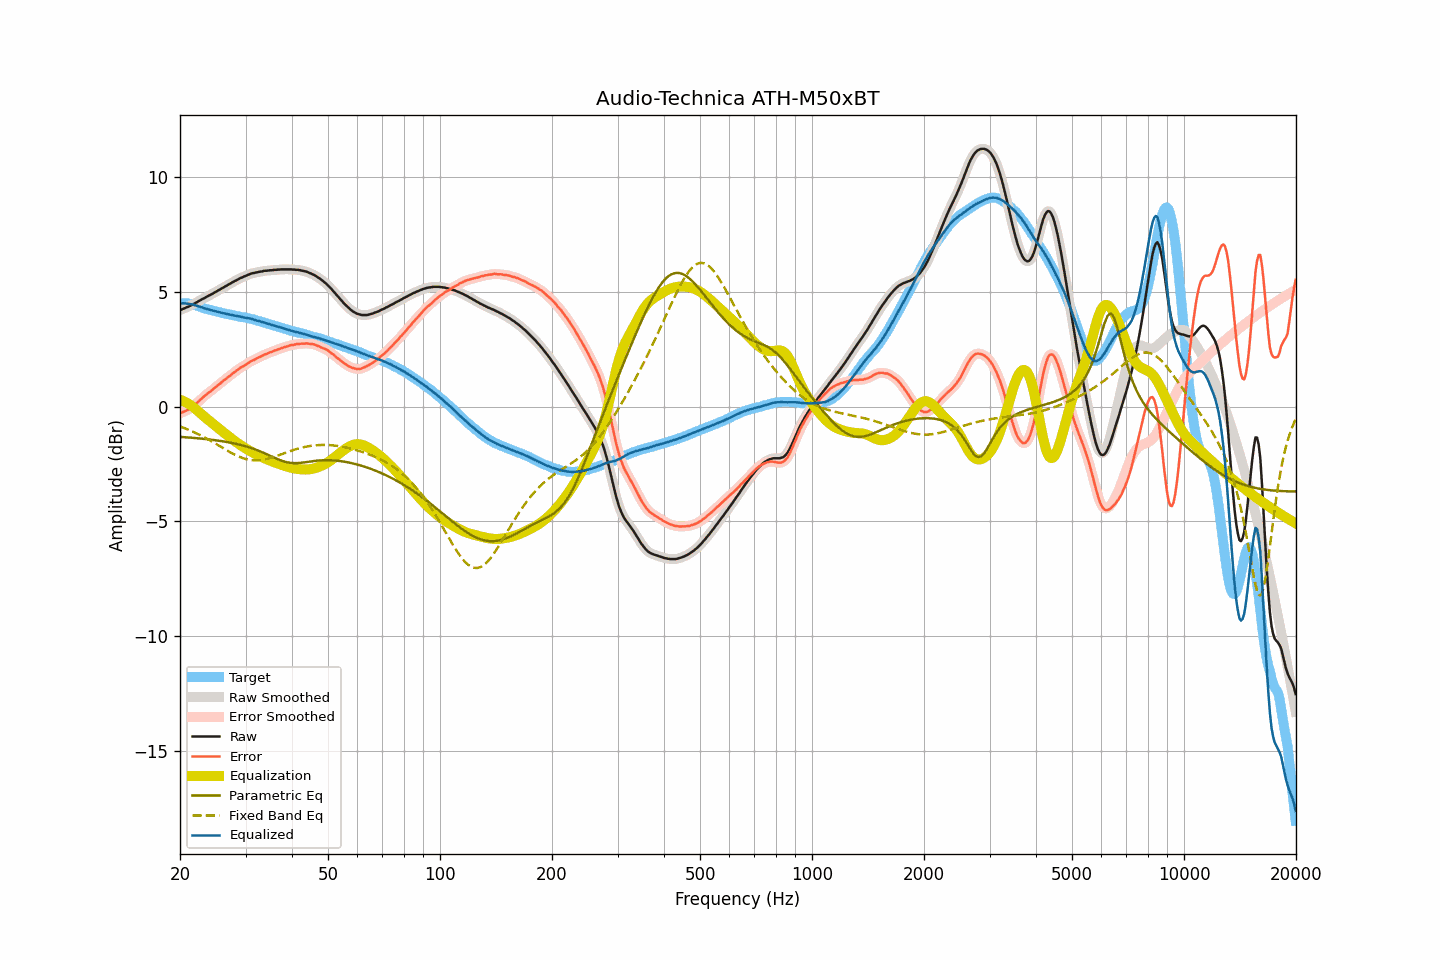 Audio-Technica ATH-M50xBT
10
5
0
−5
−10
−15
Amplitude (dBr)
Target
Raw Smoothed
Error Smoothed
Raw
Error
Equalization
Parametric Eq
Fixed Band Eq
Equalized
20 50 100 200 500 1000 2000 5000 10000 20000
Frequency (Hz)